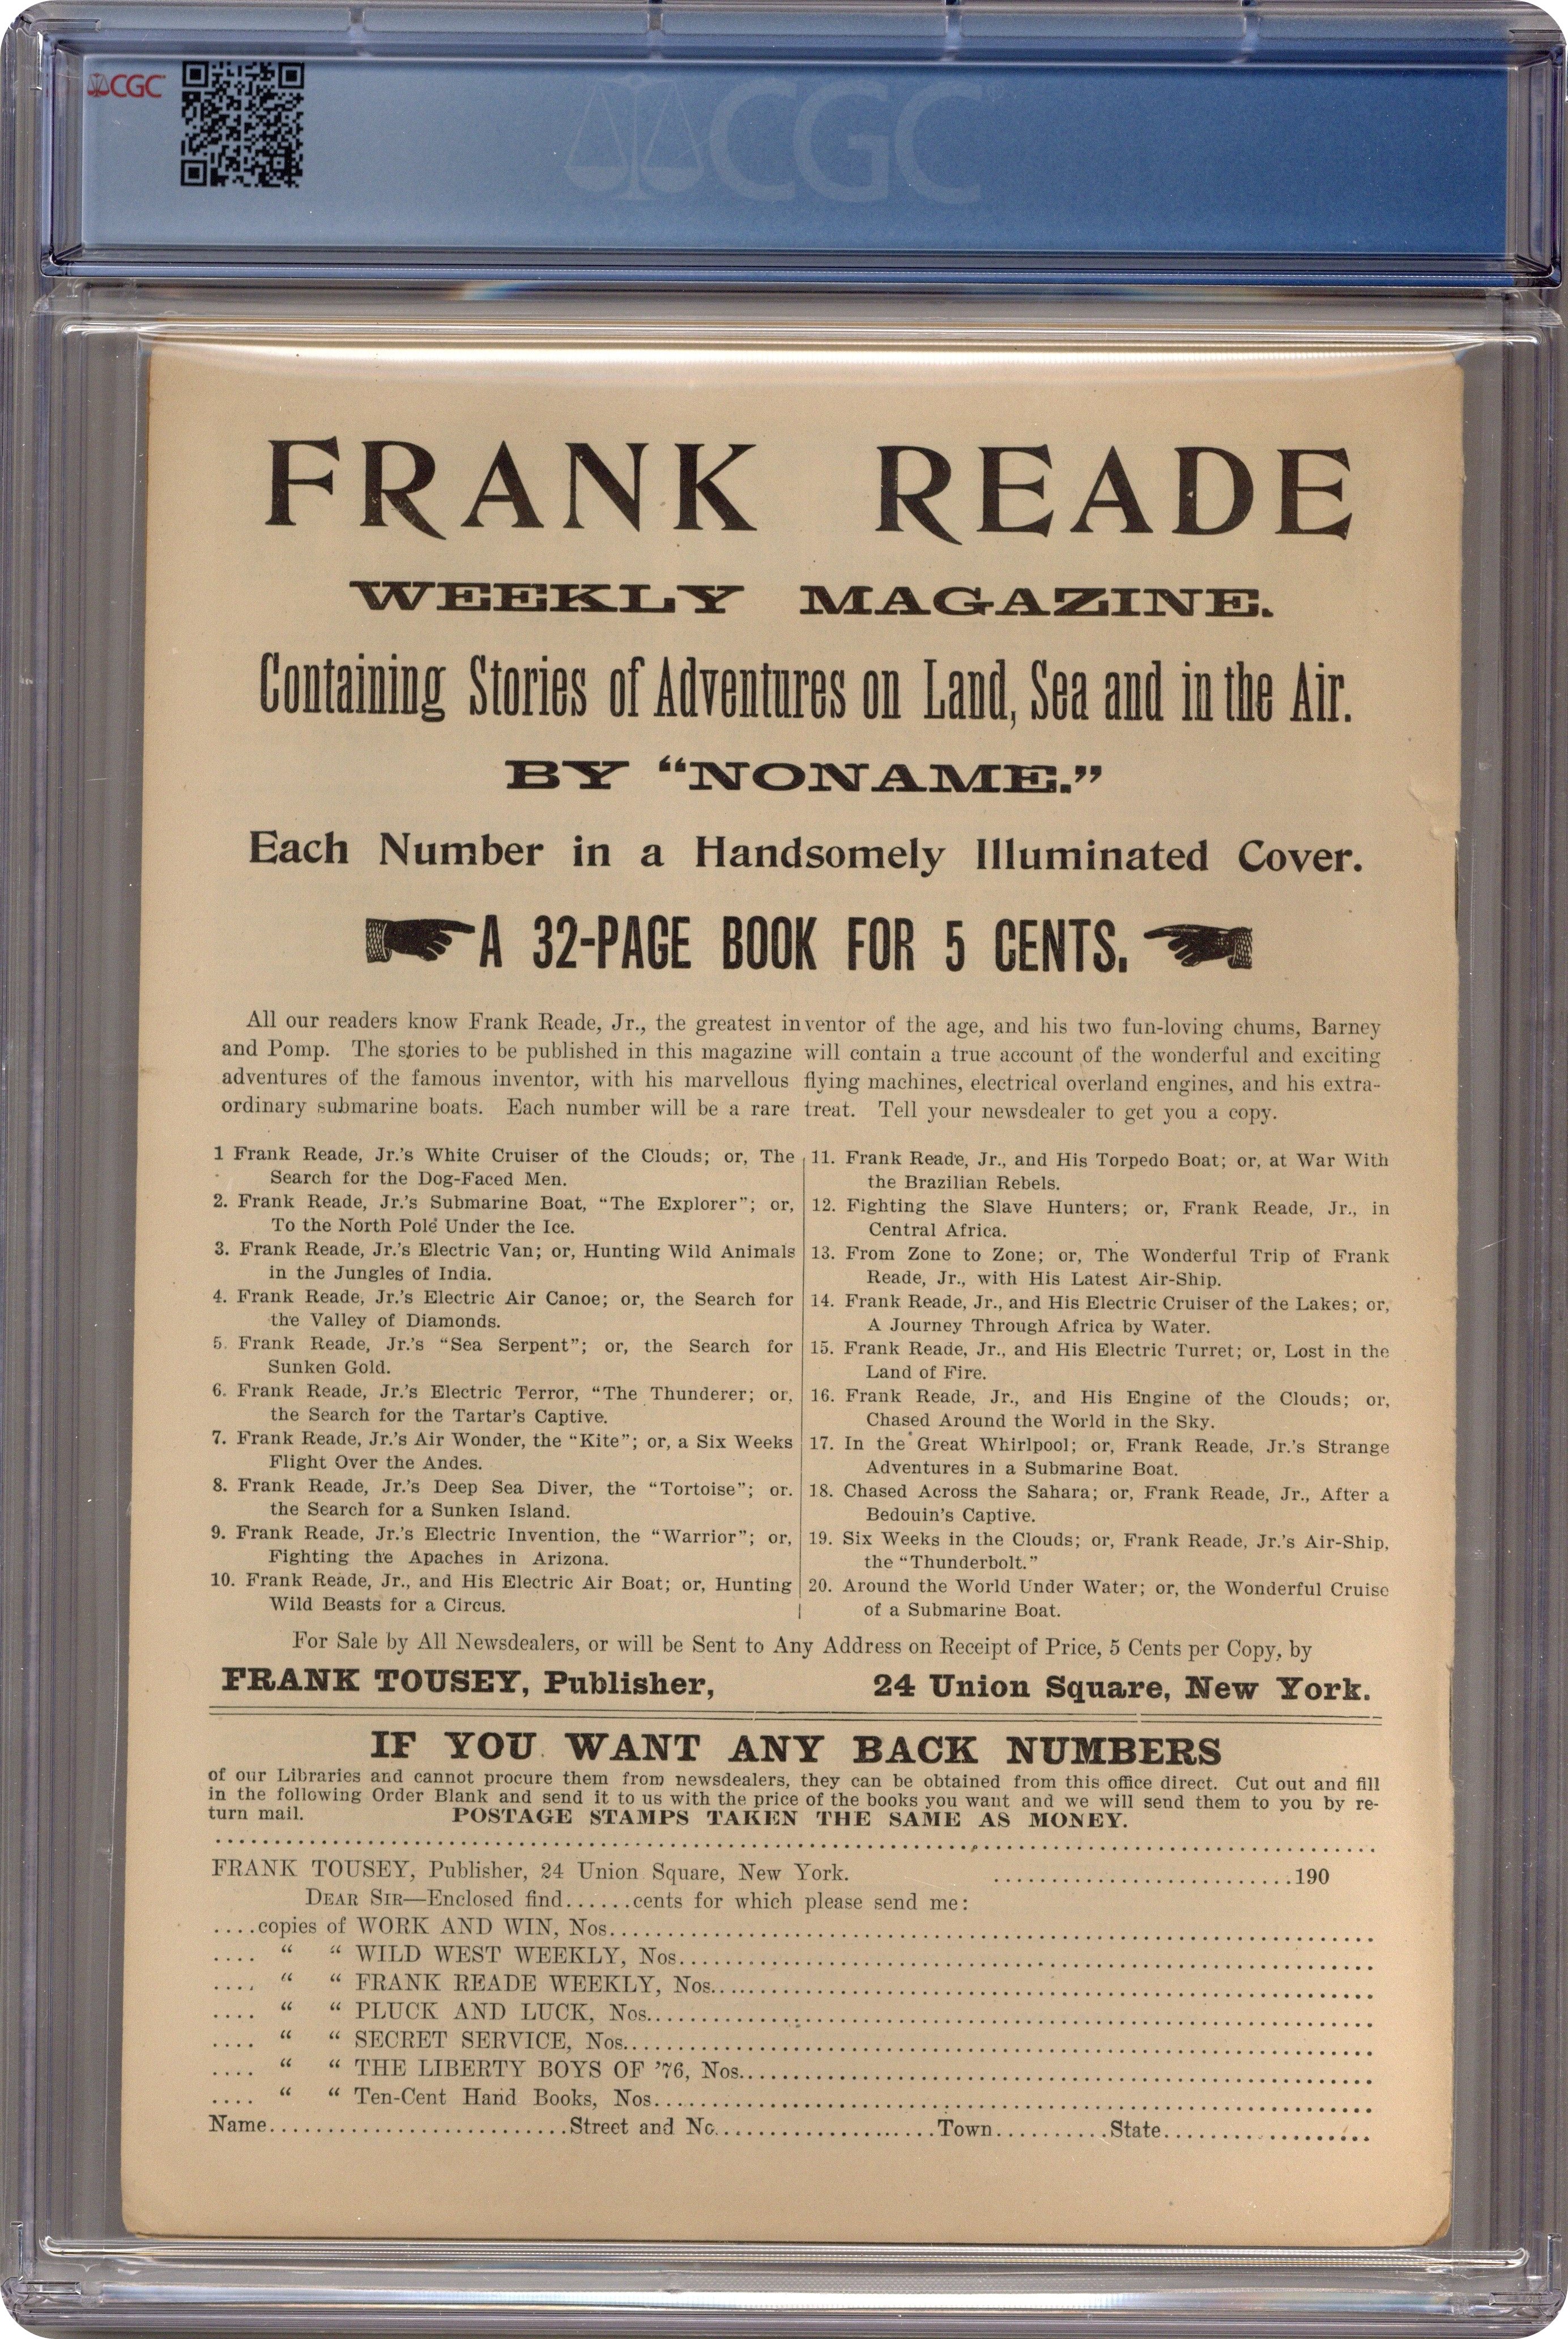 CGC
CGC
FRANK READE
WEEKLY MAGAZINE.
Containing Stories of Adventures on Land, Sea and in the Air.
BY “NONAME.”
Each Number in a Handsomely Illuminated Cover.
A 32-PAGE BOOK FOR 5 CENTS.
All our readers know Frank Reade, Jr., the greatest inventor of the age, and his two fun-loving chums, Barney
and Pomp. The stories to be published in this magazine will contain a true account of the wonderful and exciting
adventures of the famous inventor, with his marvellous flying machines, electrical overland engines, and his extra-
ordinary submarine boats. Each number will be a rare treat. Tell your newsdealer to get you a copy.
1 Frank Reade, Jr.’s White Cruiser of the Clouds; or, The
Search for the Dog-Faced Men.
2. Frank Reade, Jr.’s Submarine Boat, “The Explorer”; or,
To the North Pole Under the Ice.
3. Frank Reade, Jr.’s Electric Van; or, Hunting Wild Animals
in the Jungles of India.
4. Frank Reade, Jr.’s Electric Air Canoe; or, the Search for
the Valley of Diamonds.
5. Frank Reade, Jr.’s “Sea Serpent”; or, the Search for
Sunken Gold.
6. Frank Reade, Jr.’s Electric Terror, “The Thunderer; or,
the Search for the Tartar’s Captive.
7. Frank Reade, Jr.’s Air Wonder, the “Kite”; or, a Six Weeks
Flight Over the Andes.
8. Frank Reade, Jr.’s Deep Sea Diver, the “Tortoise”; or.
the Search for a Sunken Island.
9. Frank Reade, Jr.’s Electric Invention, the “Warrior”; or,
Fighting the Apaches in Arizona.
10. Frank Reade, Jr., and His Electric Air Boat; or, Hunting
Wild Beasts for a Circus.
11. Frank Reade, Jr., and His Torpedo Boat; or, at War With
the Brazilian Rebels.
12. Fighting the Slave Hunters; or, Frank Reade, Jr., in
Central Africa.
13. From Zone to Zone; or, The Wonderful Trip of Frank
Reade, Jr., with His Latest Air-Ship.
14. Frank Reade, Jr., and His Electric Cruiser of the Lakes; or,
A Journey Through Africa by Water.
15. Frank Reade, Jr., and His Electric Turret; or, Lost in the
Land of Fire.
16. Frank Reade, Jr., and His Engine of the Clouds; or,
Chased Around the World in the Sky.
17. In the Great Whirlpool; or, Frank Reade, Jr.’s Strange
Adventures in a Submarine Boat.
18. Chased Across the Sahara; or, Frank Reade, Jr., After a
Bedouin’s Captive.
19. Six Weeks in the Clouds; or, Frank Reade, Jr.’s Air-Ship,
the “Thunderbolt.”
20. Around the World Under Water; or, the Wonderful Cruise
of a Submarine Boat.
For Sale by All Newsdealers, or will be Sent to Any Address on Receipt of Price, 5 Cents per Copy, by
FRANK TOUSEY, Publisher, 24 Union Square, New York.
IF YOU WANT ANY BACK NUMBERS
of our Libraries and cannot procure them from newsdealers, they can be obtained from this office direct. Cut out and fill
in the following Order Blank and send it to us with the price of the books you want and we will send them to you by re-
turn mail. POSTAGE STAMPS TAKEN THE SAME AS MONEY.
FRANK TOUSEY, Publisher, 24 Union Square, New York. ..........................190
DEAR SIR—Enclosed find......cents for which please send me:
....copies of WORK AND WIN, Nos..........................................
.... “ “ WILD WEST WEEKLY, Nos..........................................
.... “ “ FRANK READE WEEKLY, Nos..........................................
.... “ “ PLUCK AND LUCK, Nos..........................................
.... “ “ SECRET SERVICE, Nos..........................................
.... “ “ THE LIBERTY BOYS OF ’76, Nos..........................................
.... “ “ Ten-Cent Hand Books, Nos..........................................
Name..........................Street and No....................Town..........State..................